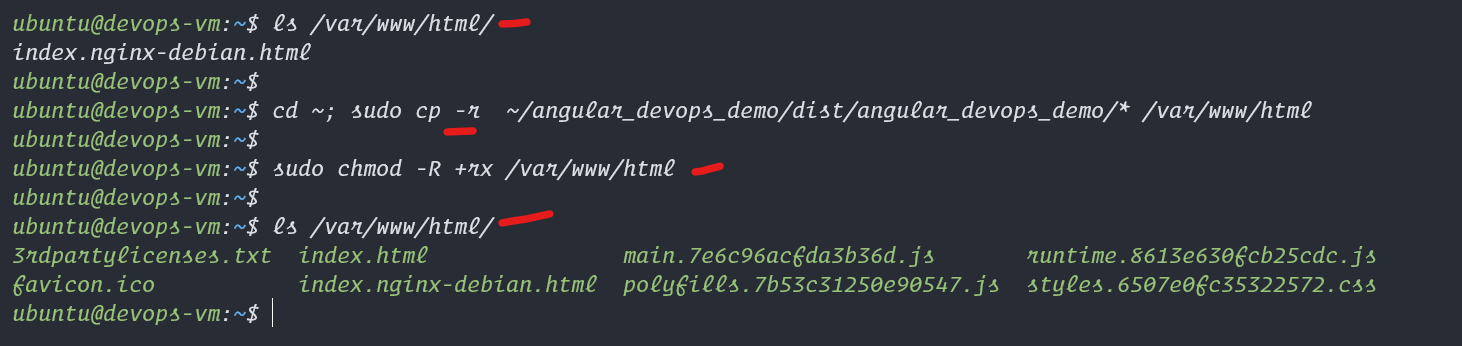 ubuntu@devops-vm:~$ ls /var/www/html/
index.nginx-debian.html
ubuntu@devops-vm:~$
ubuntu@devops-vm:~$ cd ~; sudo cp -r  ~/angular_devops_demo/dist/angular_devops_demo/* /var/www/html
ubuntu@devops-vm:~$
ubuntu@devops-vm:~$ sudo chmod -R +rx /var/www/html
ubuntu@devops-vm:~$
ubuntu@devops-vm:~$ ls /var/www/html/
3rdpartylicenses.txt  index.html               main.7e6c96acfda3b36d.js       runtime.8613e630fcb25cdc.js
favicon.ico           index.nginx-debian.html  polyfills.7b53c31250e90547.js  styles.6507e0fc35322572.css
ubuntu@devops-vm:~$